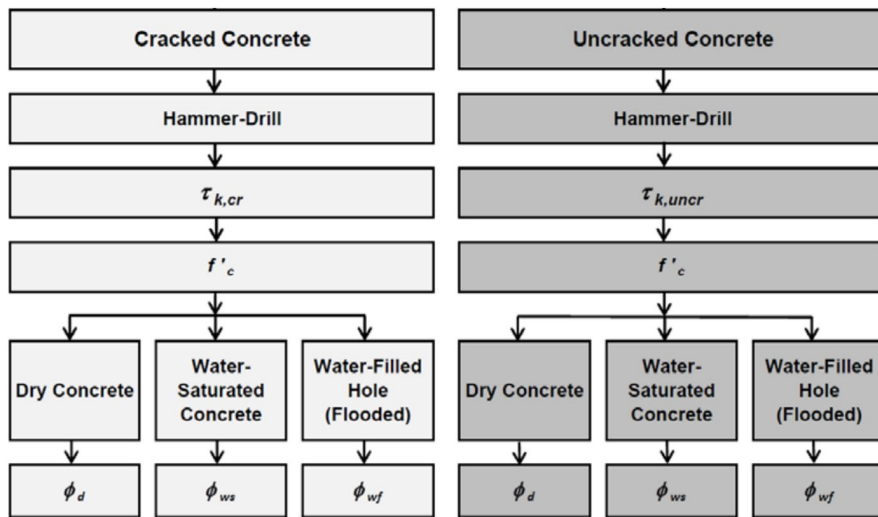 Cracked Concrete
Hammer-Drill
τk,cr
f'c
Dry Concrete
Water-
Saturated
Concrete
Water-Filled
Hole
(Flooded)
ϕd
ϕws
ϕwf
Uncracked Concrete
Hammer-Drill
τk,uncr
f'c
Dry Concrete
Water-
Saturated
Concrete
Water-Filled
Hole
(Flooded)
ϕd
ϕws
ϕwf